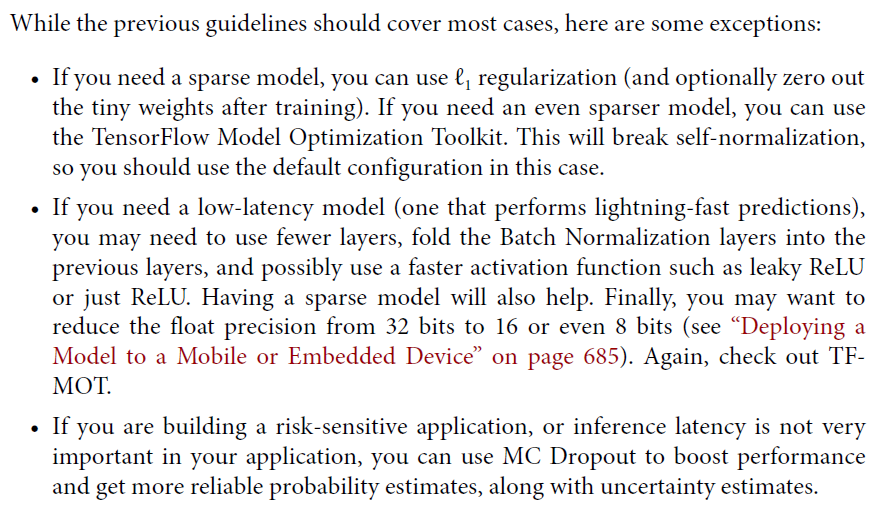 While the previous guidelines should cover most cases, here are some exceptions:
• If you need a sparse model, you can use ℓ₁ regularization (and optionally zero out
the tiny weights after training). If you need an even sparser model, you can use
the TensorFlow Model Optimization Toolkit. This will break self-normalization,
so you should use the default configuration in this case.
• If you need a low-latency model (one that performs lightning-fast predictions),
you may need to use fewer layers, fold the Batch Normalization layers into the
previous layers, and possibly use a faster activation function such as leaky ReLU
or just ReLU. Having a sparse model will also help. Finally, you may want to
reduce the float precision from 32 bits to 16 or even 8 bits (see “Deploying a
Model to a Mobile or Embedded Device” on page 685). Again, check out TF-
MOT.
• If you are building a risk-sensitive application, or inference latency is not very
important in your application, you can use MC Dropout to boost performance
and get more reliable probability estimates, along with uncertainty estimates.